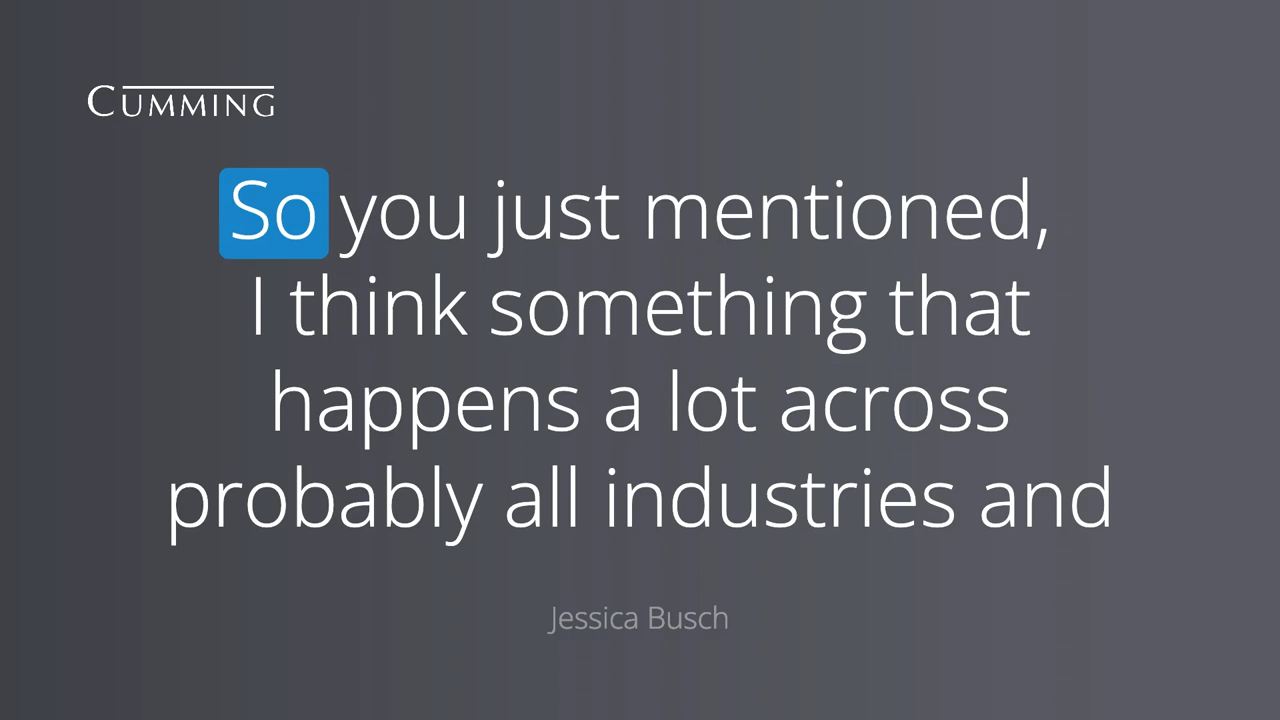 CUMMING
So you just mentioned,
I think something that
happens a lot across
probably all industries and
Jessica Busch